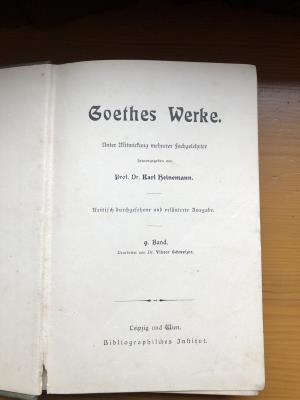 Goethes Werke.
Unter Mitwirkung mehrerer Fachgelehrter
herausgegeben von
Prof. Dr. Karl Heinemann.
Kritisch durchgesehene und erläuterte Ausgabe.
9. Band.
Bearbeitet von Dr. Viktor Schweizer.
Leipzig und Wien.
Bibliographisches Institut.